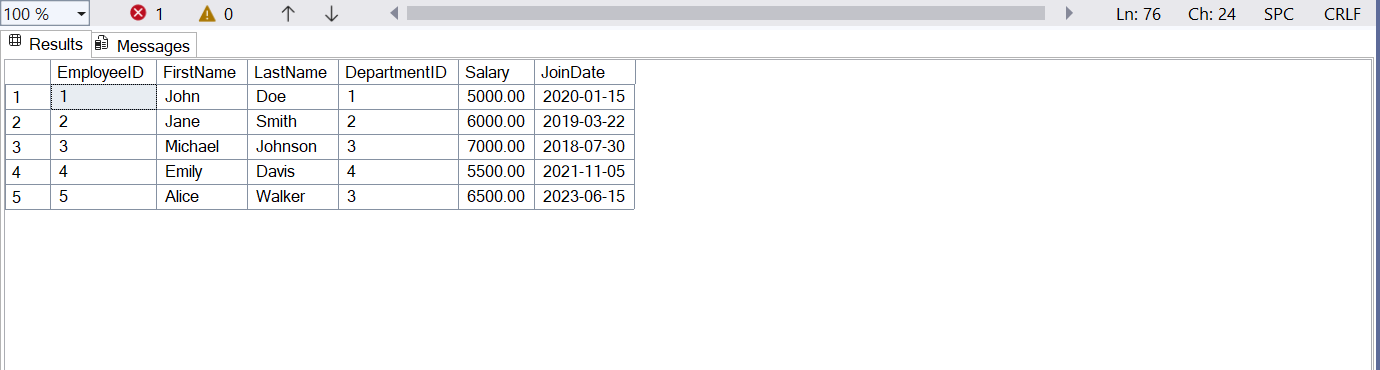 100 % 1 0 Ln: 76 Ch: 24 SPC CRLF
Results Messages
EmployeeID FirstName LastName DepartmentID Salary JoinDate
1 1 John Doe 1 5000.00 2020-01-15
2 2 Jane Smith 2 6000.00 2019-03-22
3 3 Michael Johnson 3 7000.00 2018-07-30
4 4 Emily Davis 4 5500.00 2021-11-05
5 5 Alice Walker 3 6500.00 2023-06-15